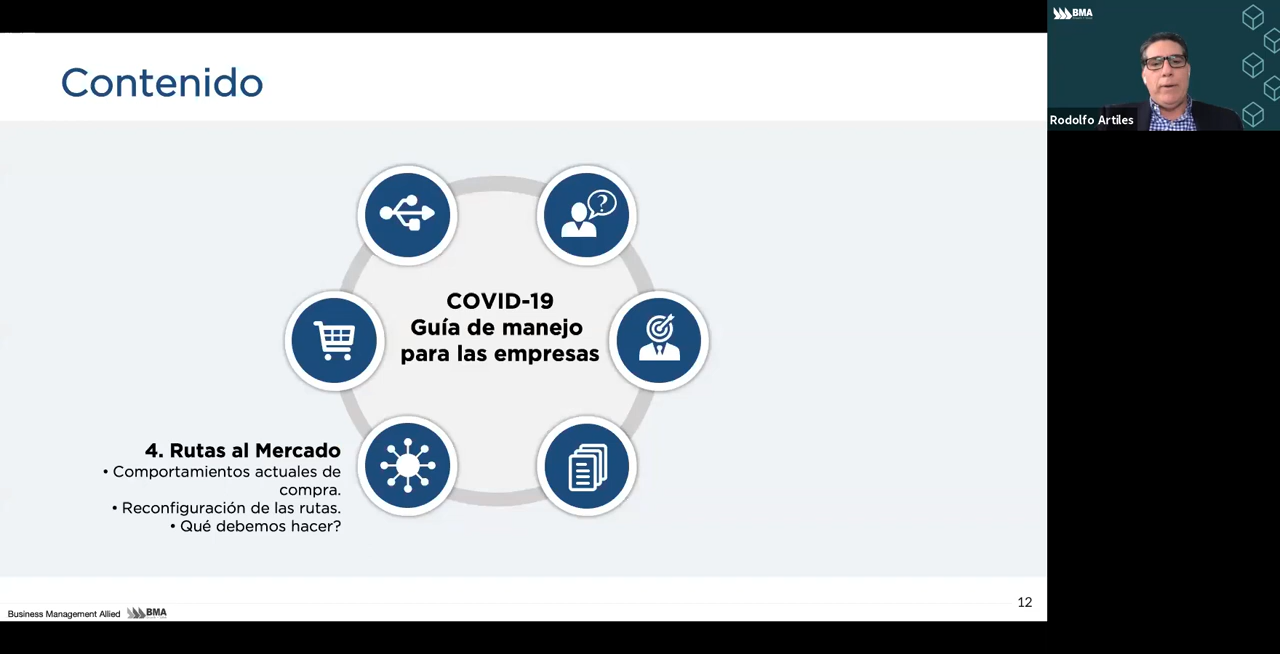 Contenido
COVID-19
Guía de manejo
para las empresas
?
4. Rutas al Mercado
• Comportamientos actuales de
compra.
• Reconfiguración de las rutas.
• Qué debemos hacer?
Business Management Allied
BMA
12
BMA
Rodolfo Artiles